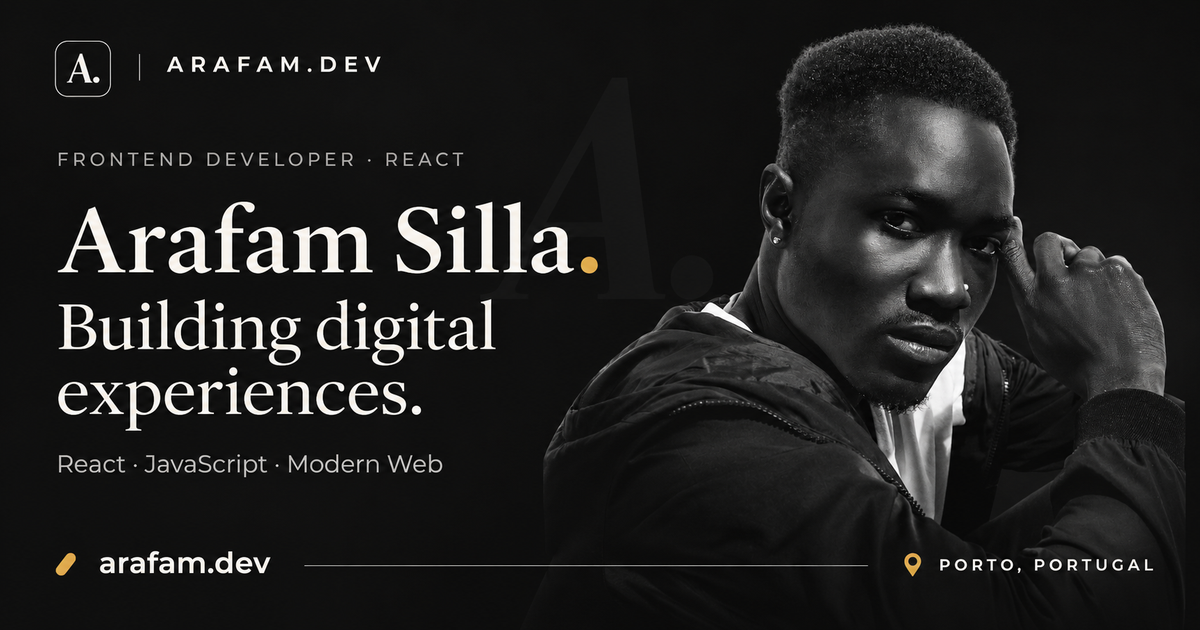 A.
ARAFAM.DEV
FRONTEND DEVELOPER · REACT
Arafam Silla.
Building digital
experiences.
React · JavaScript · Modern Web
A.
arafam.dev
PORTO, PORTUGAL